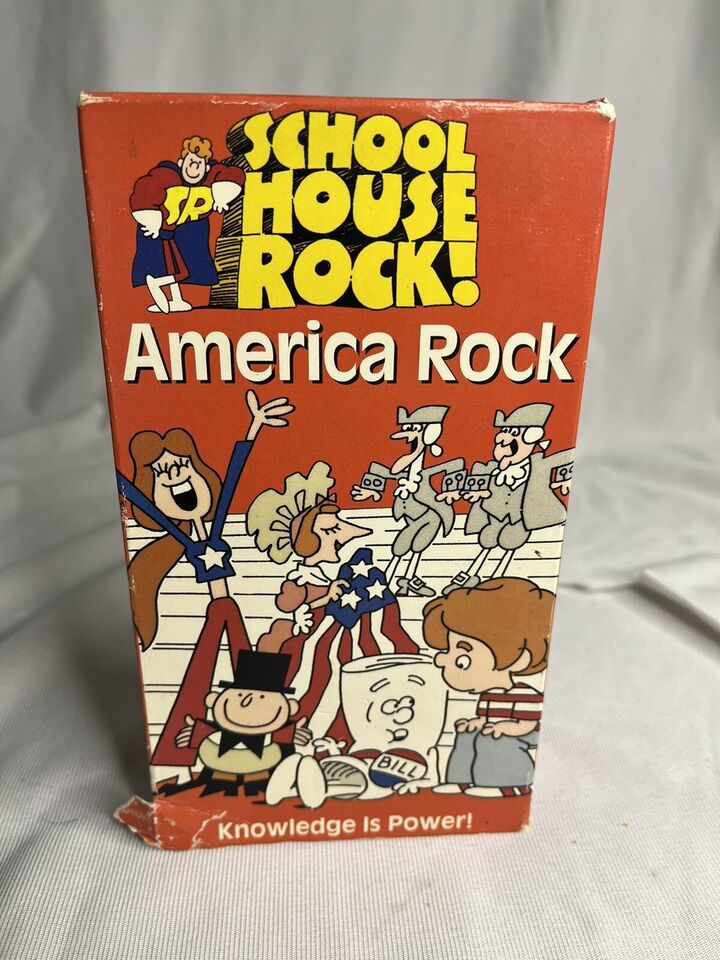 SR
SCHOOL
HOUSE
ROCK!
America Rock
BILL
Knowledge Is Power!